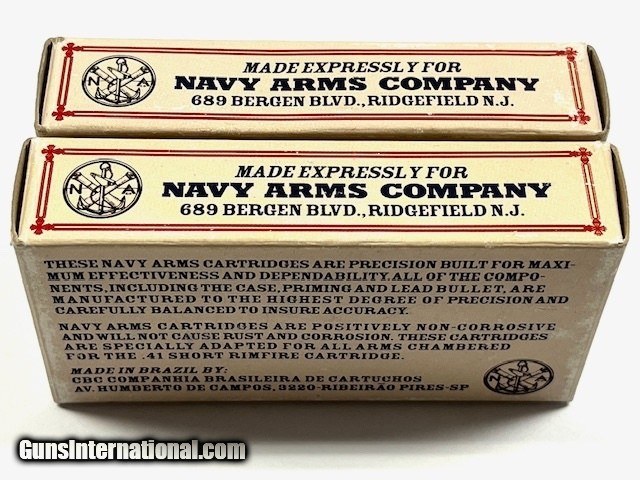 MADE EXPRESSLY FOR
NAVY ARMS COMPANY
689 BERGEN BLVD., RIDGEFIELD N.J.
N A
MADE EXPRESSLY FOR
NAVY ARMS COMPANY
689 BERGEN BLVD., RIDGEFIELD N.J.
N A
THESE NAVY ARMS CARTRIDGES ARE PRECISION BUILT FOR MAXI-
MUM EFFECTIVENESS AND DEPENDABILITY. ALL OF THE COMPO-
NENTS, INCLUDING THE CASE, PRIMING AND LEAD BULLET, ARE
MANUFACTURED TO THE HIGHEST DEGREE OF PRECISION AND
CAREFULLY BALANCED TO INSURE ACCURACY.
NAVY ARMS CARTRIDGES ARE POSITIVELY NON-CORROSIVE
AND WILL NOT CAUSE RUST AND CORROSION. THESE CARTRIDGES
ARE SPECIALLY ADAPTED FOR ALL ARMS CHAMBERED
FOR THE .41 SHORT RIMFIRE CARTRIDGE.
MADE IN BRAZIL BY:
CBC COMPANHIA BRASILEIRA DE CARTUCHOS
AV. HUMBERTO DE CAMPOS, 3220-RIBEIRÃO PIRES-SP
N A
GunsInternational.com